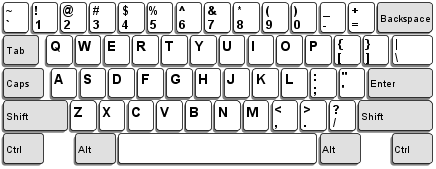 ~ ! @ # $ % ^ & * ( ) _ + Backspace
` 1 2 3 4 5 6 7 8 9 0 - =
Tab Q W E R T Y U I O P { } |
[ ] \
Caps A S D F G H J K L : " Enter
; '
Shift Z X C V B N M < > ? Shift
, . /
Ctrl Alt Alt Ctrl